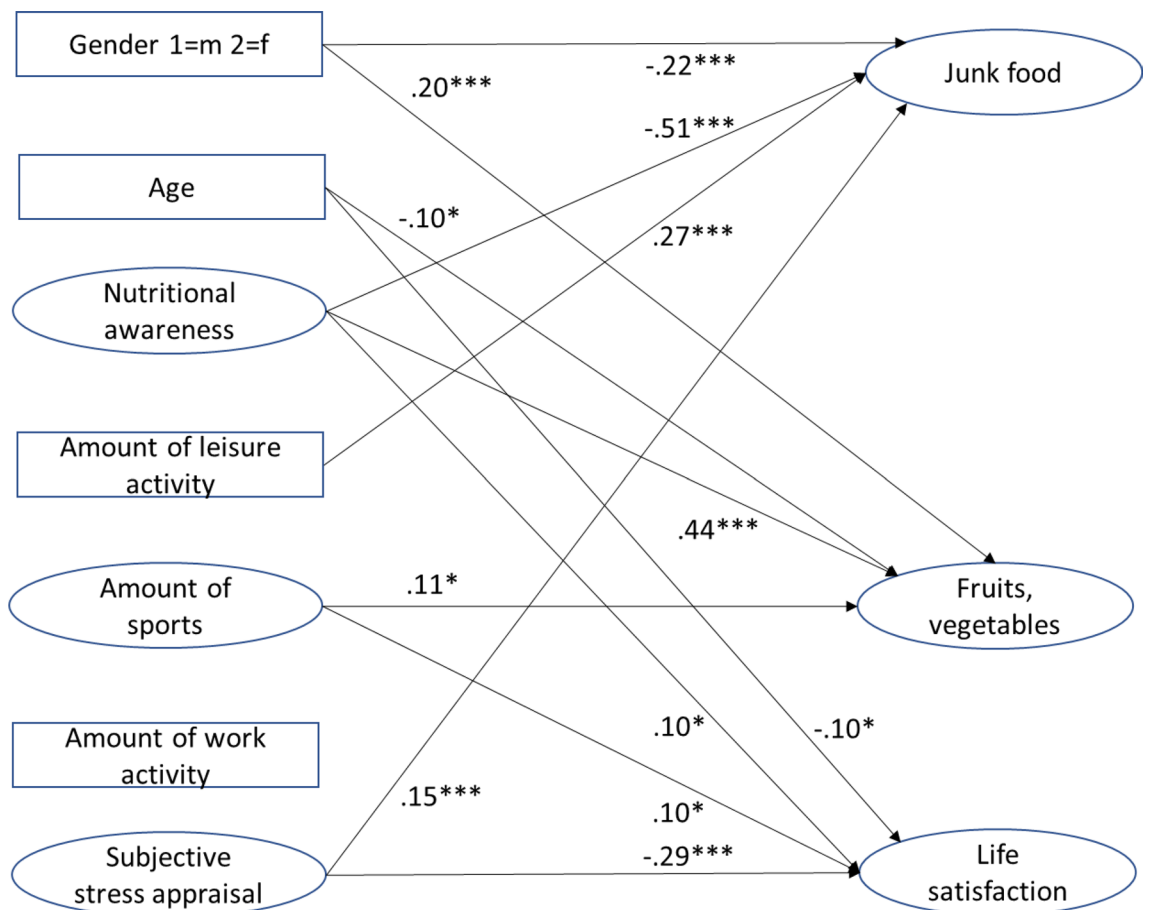 Gender 1=m 2=f
Junk food
-.22***
.20***
-.51***
Age
-.10*
.27***
Nutritional
awareness
Amount of leisure
activity
.44***
Amount of
sports
.11*
Fruits,
vegetables
Amount of work
activity
.10*
-.10*
.15***
.10*
Subjective
stress appraisal
-.29***
Life
satisfaction